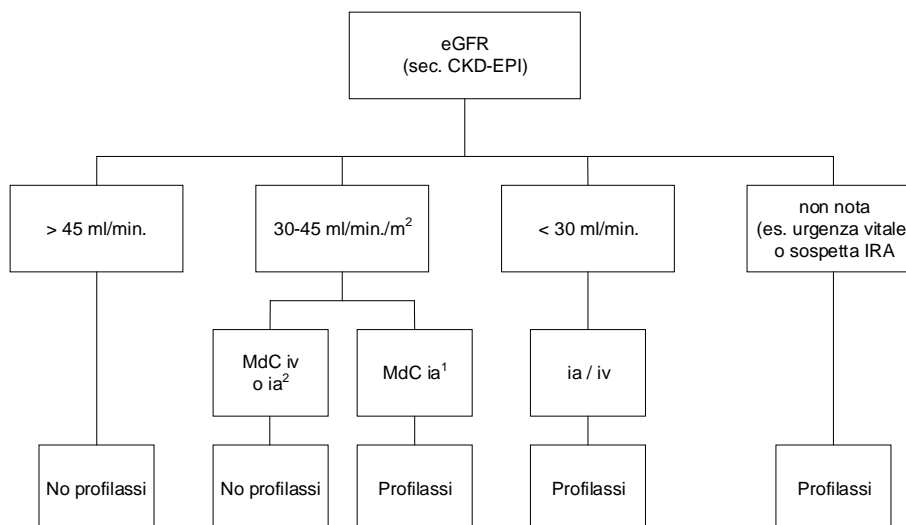 eGFR
(sec. CKD-EPI)
> 45 ml/min.
30-45 ml/min./m²
< 30 ml/min.
non nota
(es. urgenza vitale
o sospetta IRA
MdC iv
o ia²
MdC ia¹
ia / iv
No profilassi
No profilassi
Profilassi
Profilassi
Profilassi